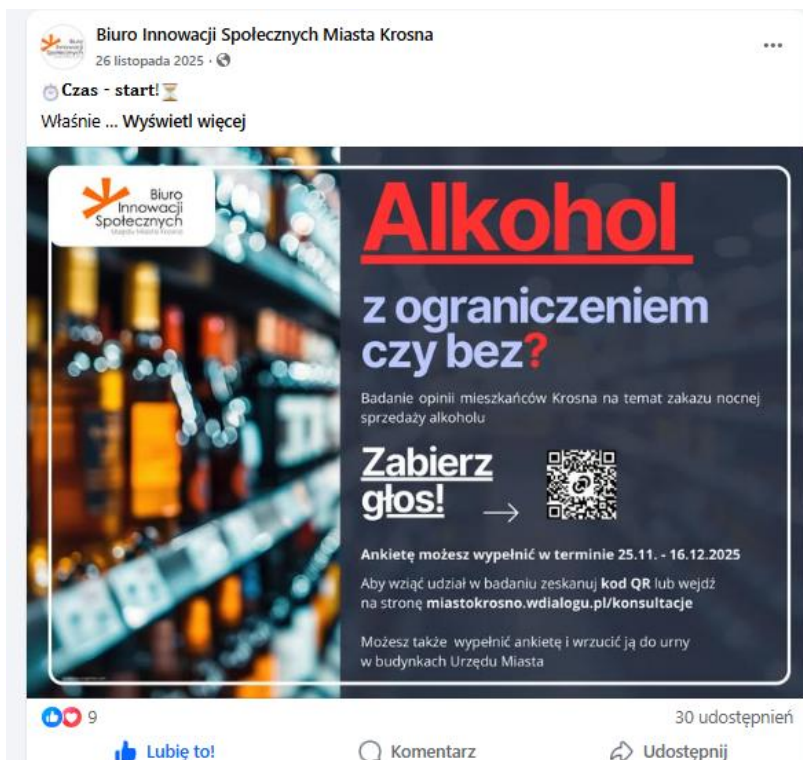 Biuro Innowacji Społecznych Miasta Krosna
26 listopada 2025
Czas - start!
Właśnie ... Wyświetl więcej
Biuro
Innowacji
Społecznych
Urzędu Miasta Krosna
Alkohol
z ograniczeniem
czy bez?
Badanie opinii mieszkańców Krosna na temat zakazu nocnej
sprzedaży alkoholu
Zabierz
głos!
Ankietę możesz wypełnić w terminie 25.11. - 16.12.2025
Aby wziąć udział w badaniu zeskanuj kod QR lub wejdź
na stronę miastokrosno.wdialogu.pl/konsultacje
Możesz także wypełnić ankietę i wrzucić ją do urny
w budynkach Urzędu Miasta
9
30 udostępnień
Lubię to!
Komentarz
Udostępnij